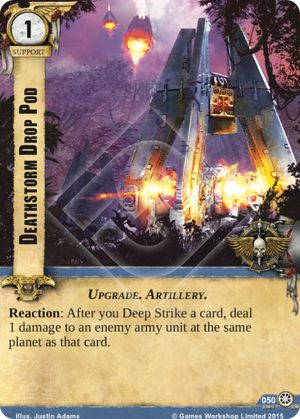 1
SUPPORT
DEATHSTORM DROP POD
UPGRADE. ARTILLERY.
Reaction: After you Deep Strike a card, deal
1 damage to an enemy army unit at the same
planet as that card.
050
Illus. Justin Adams
© Games Workshop Limited 2015